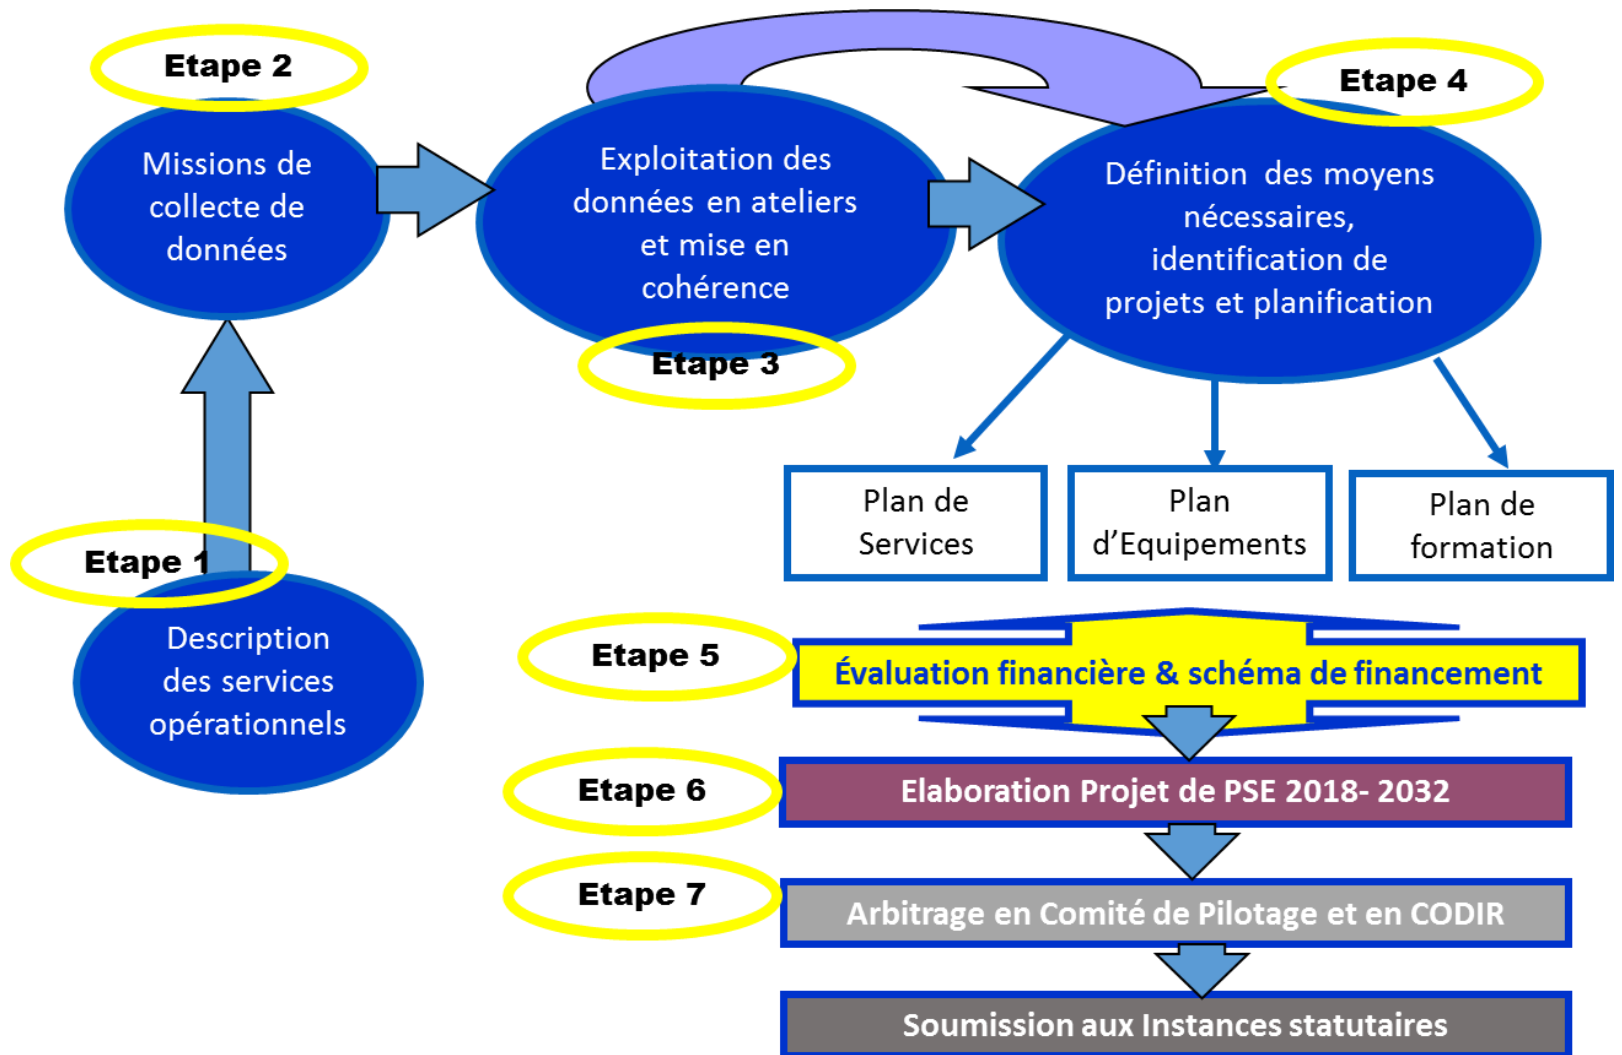 Etape 2
Missions de
collecte de
données
Exploitation des
données en ateliers
et mise en
cohérence
Etape 3
Etape 4
Définition des moyens
nécessaires,
identification de
projets et planification
Etape 1
Description
des services
opérationnels
Plan de
Services
Plan
d’Equipements
Plan de
formation
Etape 5
Évaluation financière & schéma de financement
Etape 6
Elaboration Projet de PSE 2018- 2032
Etape 7
Arbitrage en Comité de Pilotage et en CODIR
Soumission aux Instances statutaires